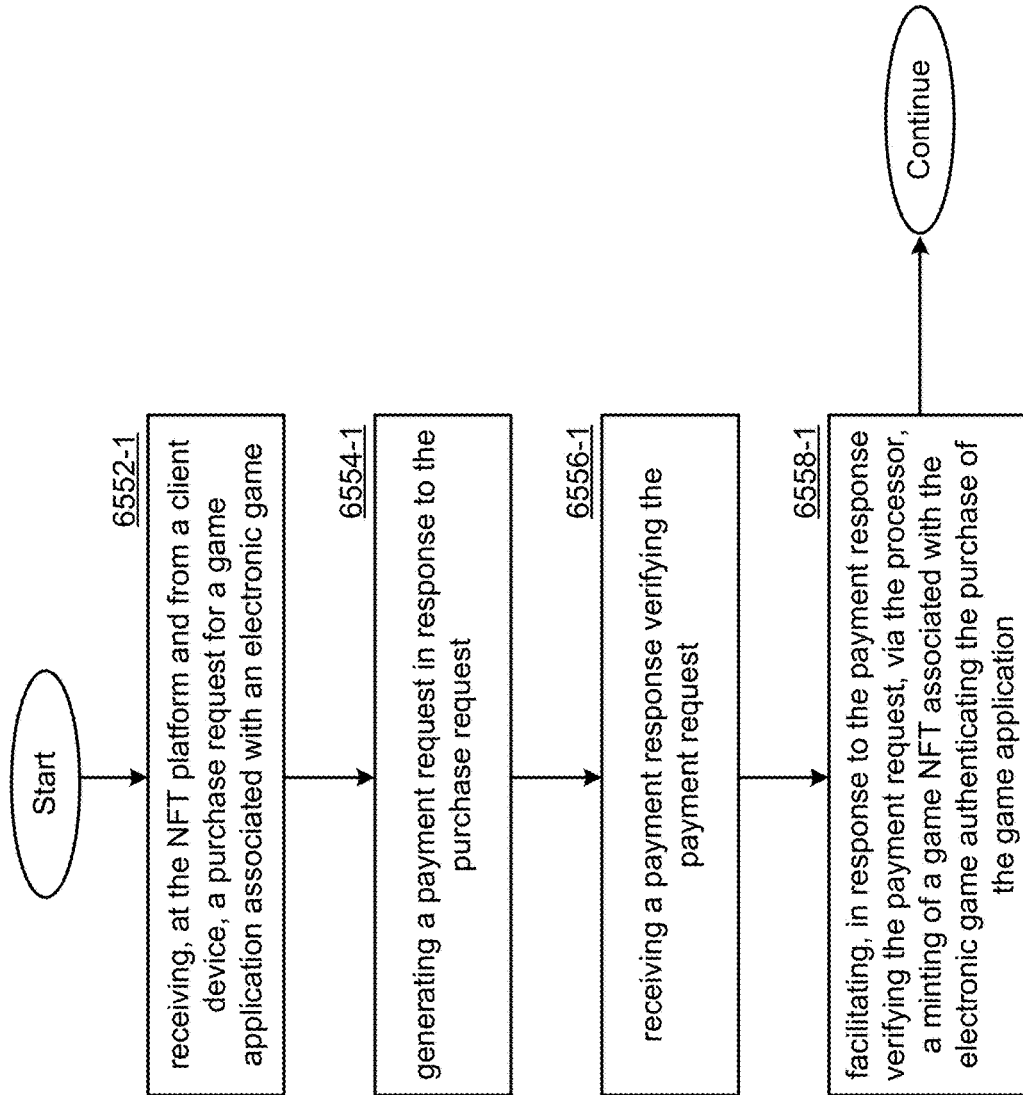 Start
6552-1
receiving, at the NFT platform and from a client
device, a purchase request for a game
application associated with an electronic game
6554-1
generating a payment request in response to the
purchase request
6556-1
receiving a payment response verifying the
payment request
6558-1
facilitating, in response to the payment response
verifying the payment request, via the processor,
a minting of a game NFT associated with the
electronic game authenticating the purchase of
the game application
Continue